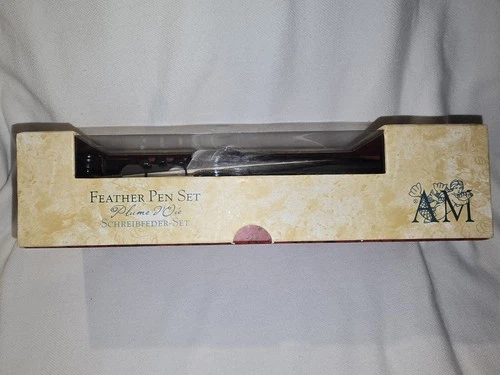 Feather Pen Set
Plume d'Oie
Schreibfeder-Set
AM